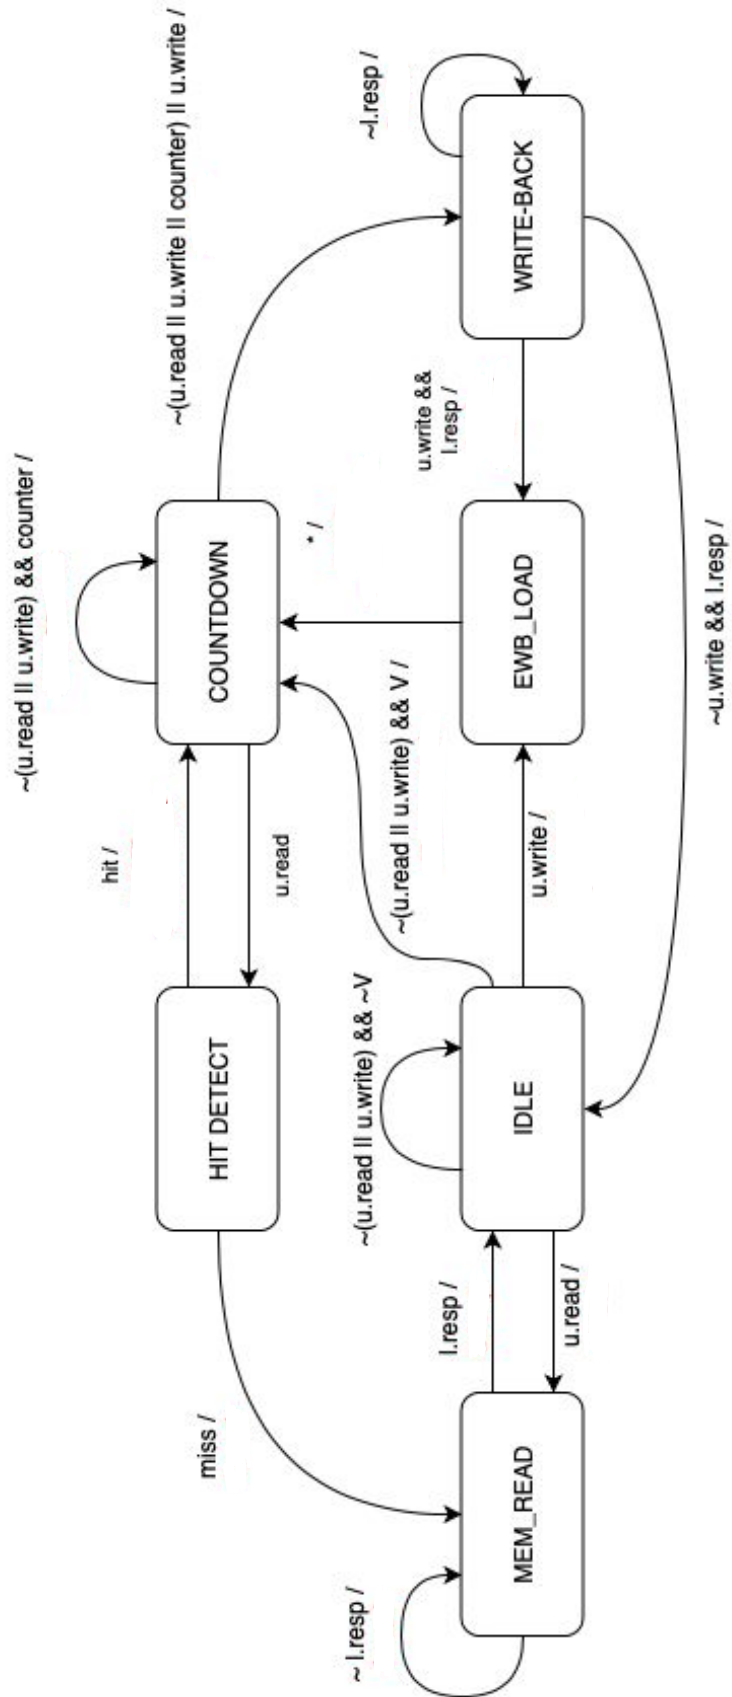 ~(u.read || u.write) && counter /
~(u.read || u.write || counter) || u.write /
hit /
COUNTDOWN
* /
~l.resp /
u.read
HIT DETECT
~(u.read || u.write) && V /
u.write &&
l.resp /
WRITE-BACK
miss /
~(u.read || u.write) && ~V
EWB_LOAD
u.write /
IDLE
l.resp /
u.read /
~ l.resp /
MEM_READ
~u.write && l.resp /